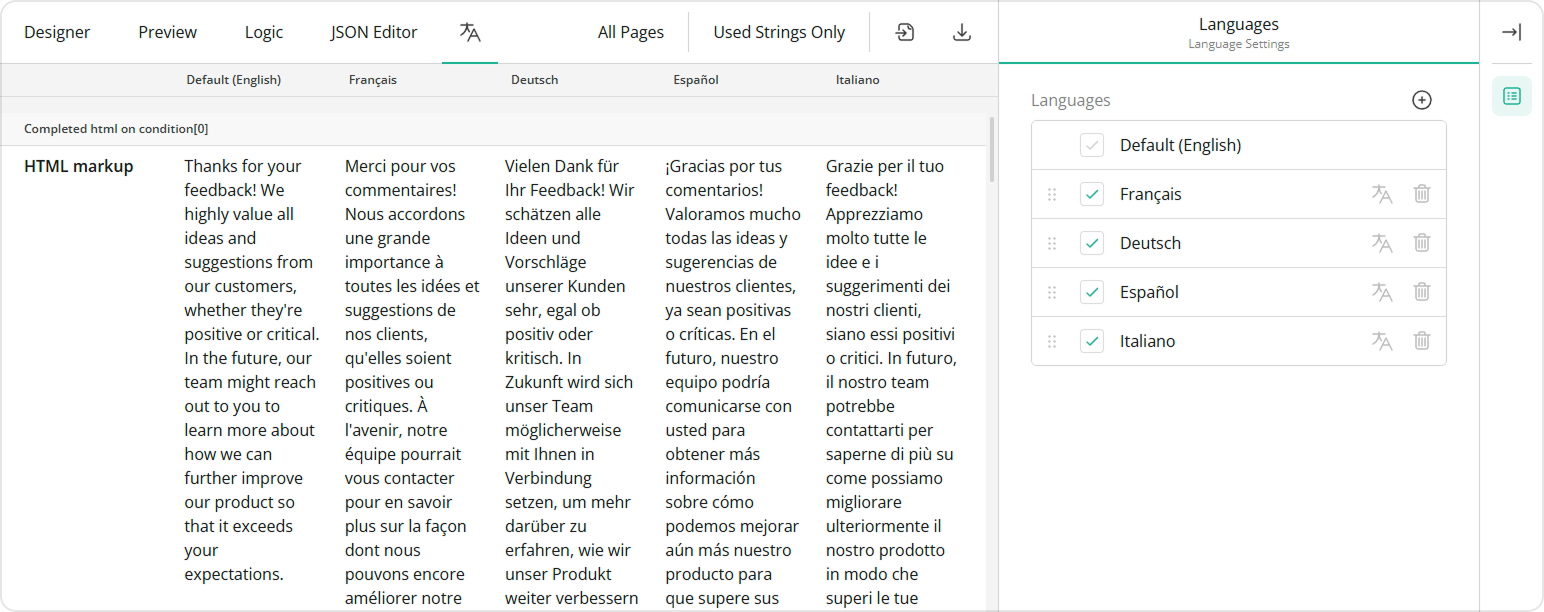 Designer Preview Logic JSON Editor All Pages Used Strings Only
Default (English) Français Deutsch Español Italiano
Completed html on condition[0]
HTML markup
Thanks for your
feedback! We
highly value all
ideas and
suggestions from
our customers,
whether they're
positive or critical.
In the future, our
team might reach
out to you to
learn more about
how we can
further improve
our product so
that it exceeds
your
expectations.
Merci pour vos
commentaires!
Nous accordons
une grande
importance à
toutes les idées et
suggestions de
nos clients,
qu'elles soient
positives ou
critiques. À
l'avenir, notre
équipe pourrait
vous contacter
pour en savoir
plus sur la façon
dont nous
pouvons encore
améliorer notre
Vielen Dank für
Ihr Feedback! Wir
schätzen alle
Ideen und
Vorschläge
unserer Kunden
sehr, egal ob
positiv oder
kritisch. In
Zukunft wird sich
unser Team
möglicherweise
mit Ihnen in
Verbindung
setzen, um mehr
darüber zu
erfahren, wie wir
unser Produkt
weiter verbessern
¡Gracias por tus
comentarios!
Valoramos mucho
todas las ideas y
sugerencias de
nuestros clientes,
ya sean positivas
o críticas. En el
futuro, nuestro
equipo podría
comunicarse con
usted para
obtener más
información
sobre cómo
podemos mejorar
aún más nuestro
producto para
que supere sus
Grazie per il tuo
feedback!
Apprezziamo
molto tutte le
idee e i
suggerimenti dei
nostri clienti,
siano essi positivi
o critici. In futuro,
il nostro team
potrebbe
contattarti per
saperne di più su
come possiamo
migliorare
ulteriormente il
nostro prodotto
in modo che
superi le tue
Languages
Language Settings
Languages
Default (English)
Français
Deutsch
Español
Italiano